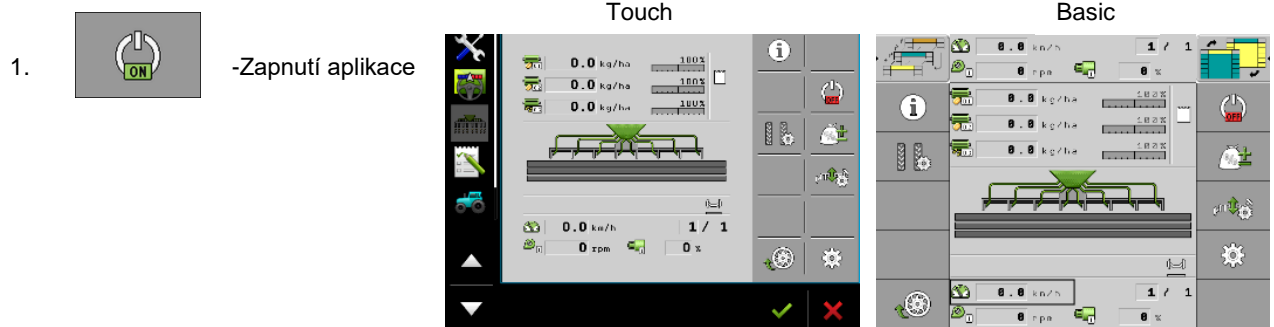 Touch
Basic
1.
ON
-Zapnutí aplikace
0.0 kg/ha 100%
0.0 kg/ha 100%
0.0 kg/ha 100%
i
OFF
0.0 km/h 1 / 1
0 rpm 0 %
0.0 km/h 1 / 1
0 rpm 0 %
i
0.0 kg/ha 100%
0.0 kg/ha 100%
0.0 kg/ha 100%
OFF
%
0.0 km/h 1 / 1
0 rpm 0 %